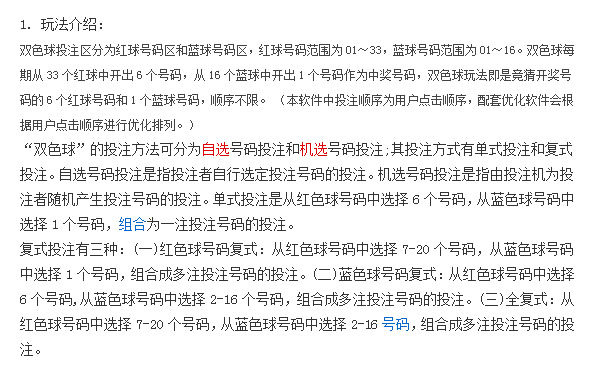 1. 玩法介绍：
双色球投注区分为红球号码区和蓝球号码区，红球号码范围为01～33，蓝球号码范围为01～16。双色球每
期从33个红球中开出6个号码，从16个蓝球中开出1个号码作为中奖号码，双色球玩法即是竞猜开奖号
码的6个红球号码和1个蓝球号码，顺序不限。（本软件中投注顺序为用户点击顺序，配套优化软件会根
据用户点击顺序进行优化排列。）
“双色球”的投注方法可分为自选号码投注和机选号码投注;其投注方式有单式投注和复式
投注。自选号码投注是指投注者自行选定投注号码的投注。机选号码投注是指由投注机为投
注者随机产生投注号码的投注。单式投注是从红色球号码中选择6个号码，从蓝色球号码中
选择1个号码，组合为一注投注号码的投注。
复式投注有三种：(一)红色球号码复式：从红色球号码中选择7-20个号码，从蓝色球号码
中选择1个号码，组合成多注投注号码的投注。(二)蓝色球号码复式：从红色球号码中选择
6个号码,从蓝色球号码中选择2-16个号码，组合成多注投注号码的投注。(三)全复式：从
红色球号码中选择7-20个号码，从蓝色球号码中选择2-16号码，组合成多注投注号码的投
注。